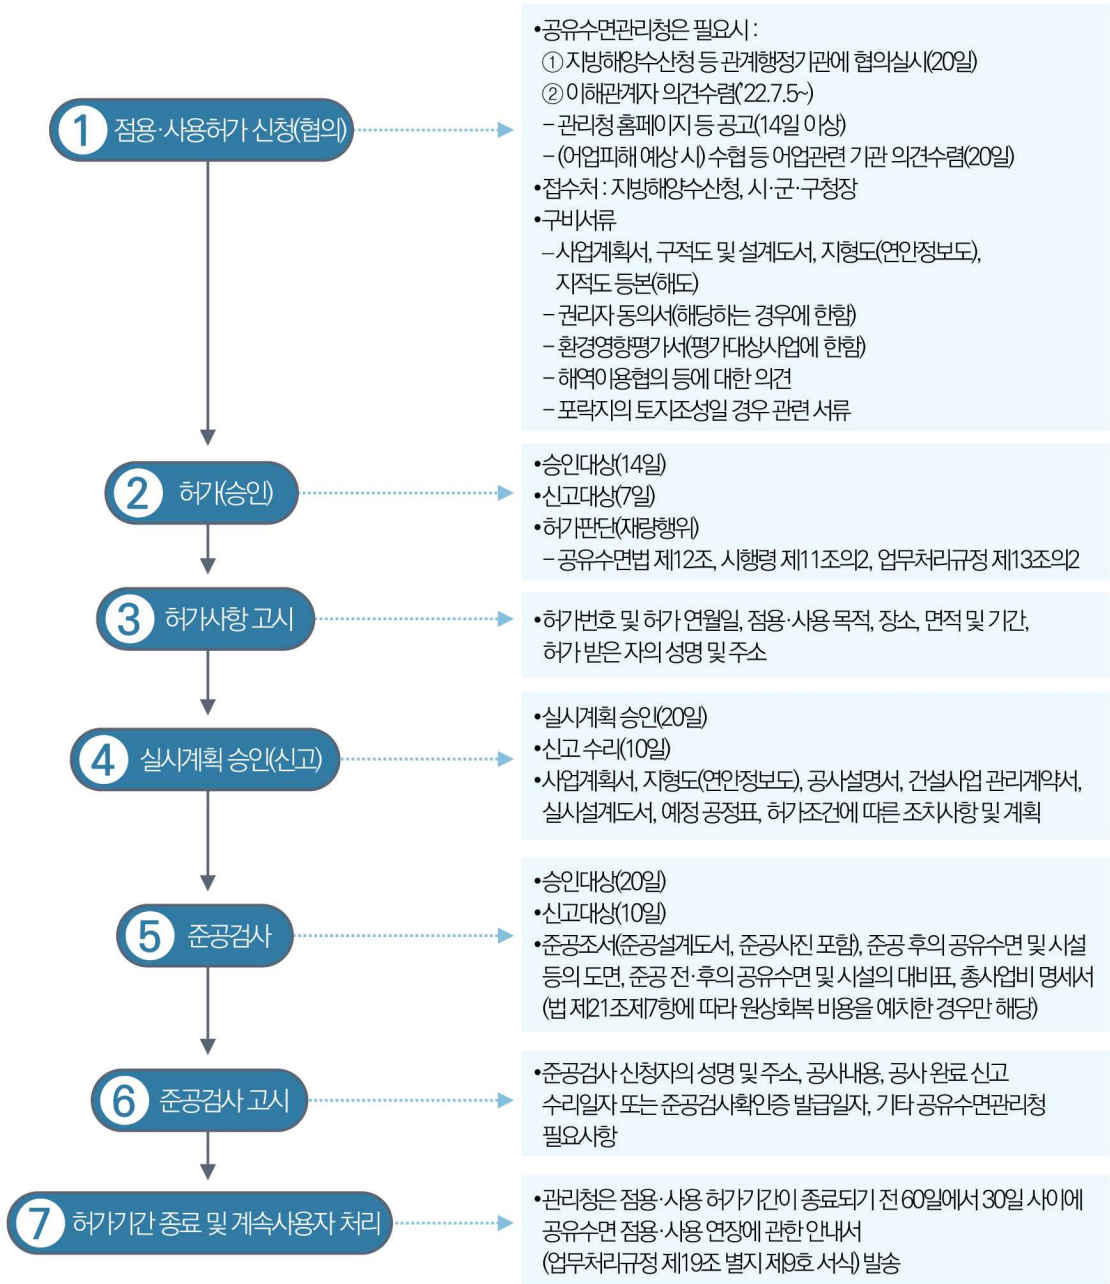 1 점용·사용허가 신청(협의)
•공유수면관리청은 필요시 :
① 지방해양수산청 등 관계행정기관에 협의실시(20일)
② 이해관계자 의견수렴('22.7.5~)
– 관리청 홈페이지 등 공고(14일 이상)
– (어업피해 예상 시) 수협 등 어업관련 기관 의견수렴(20일)
•접수처 : 지방해양수산청, 시·군·구청장
•구비서류
– 사업계획서, 구적도 및 설계도서, 지형도(연안정보도),
지적도 등본(해도)
– 권리자 동의서(해당하는 경우에 한함)
– 환경영향평가서(평가대상사업에 한함)
– 해역이용협의 등에 대한 의견
– 포락지의 토지조성일 경우 관련 서류
2 허가(승인)
•승인대상(14일)
•신고대상(7일)
•허가판단(재량행위)
– 공유수면법 제12조, 시행령 제11조의2, 업무처리규정 제13조의2
3 허가사항 고시
•허가번호 및 허가 연월일, 점용·사용 목적, 장소, 면적 및 기간,
허가 받은 자의 성명 및 주소
4 실시계획 승인(신고)
•실시계획 승인(20일)
•신고 수리(10일)
•사업계획서, 지형도(연안정보도), 공사설명서, 건설사업 관리계약서,
실시설계도서, 예정 공정표, 허가조건에 따른 조치사항 및 계획
5 준공검사
•승인대상(20일)
•신고대상(10일)
•준공조서(준공설계도서, 준공사진 포함), 준공 후의 공유수면 및 시설
등의 도면, 준공 전·후의 공유수면 및 시설의 대비표, 총사업비 명세서
(법 제21조제7항에 따라 원상회복 비용을 예치한 경우만 해당)
6 준공검사 고시
•준공검사 신청자의 성명 및 주소, 공사내용, 공사 완료 신고
수리일자 또는 준공검사확인증 발급일자, 기타 공유수면관리청
필요사항
7 허가기간 종료 및 계속사용자 처리
•관리청은 점용·사용 허가기간이 종료되기 전 60일에서 30일 사이에
공유수면 점용·사용 연장에 관한 안내서
(업무처리규정 제19조 별지 제9호 서식) 발송